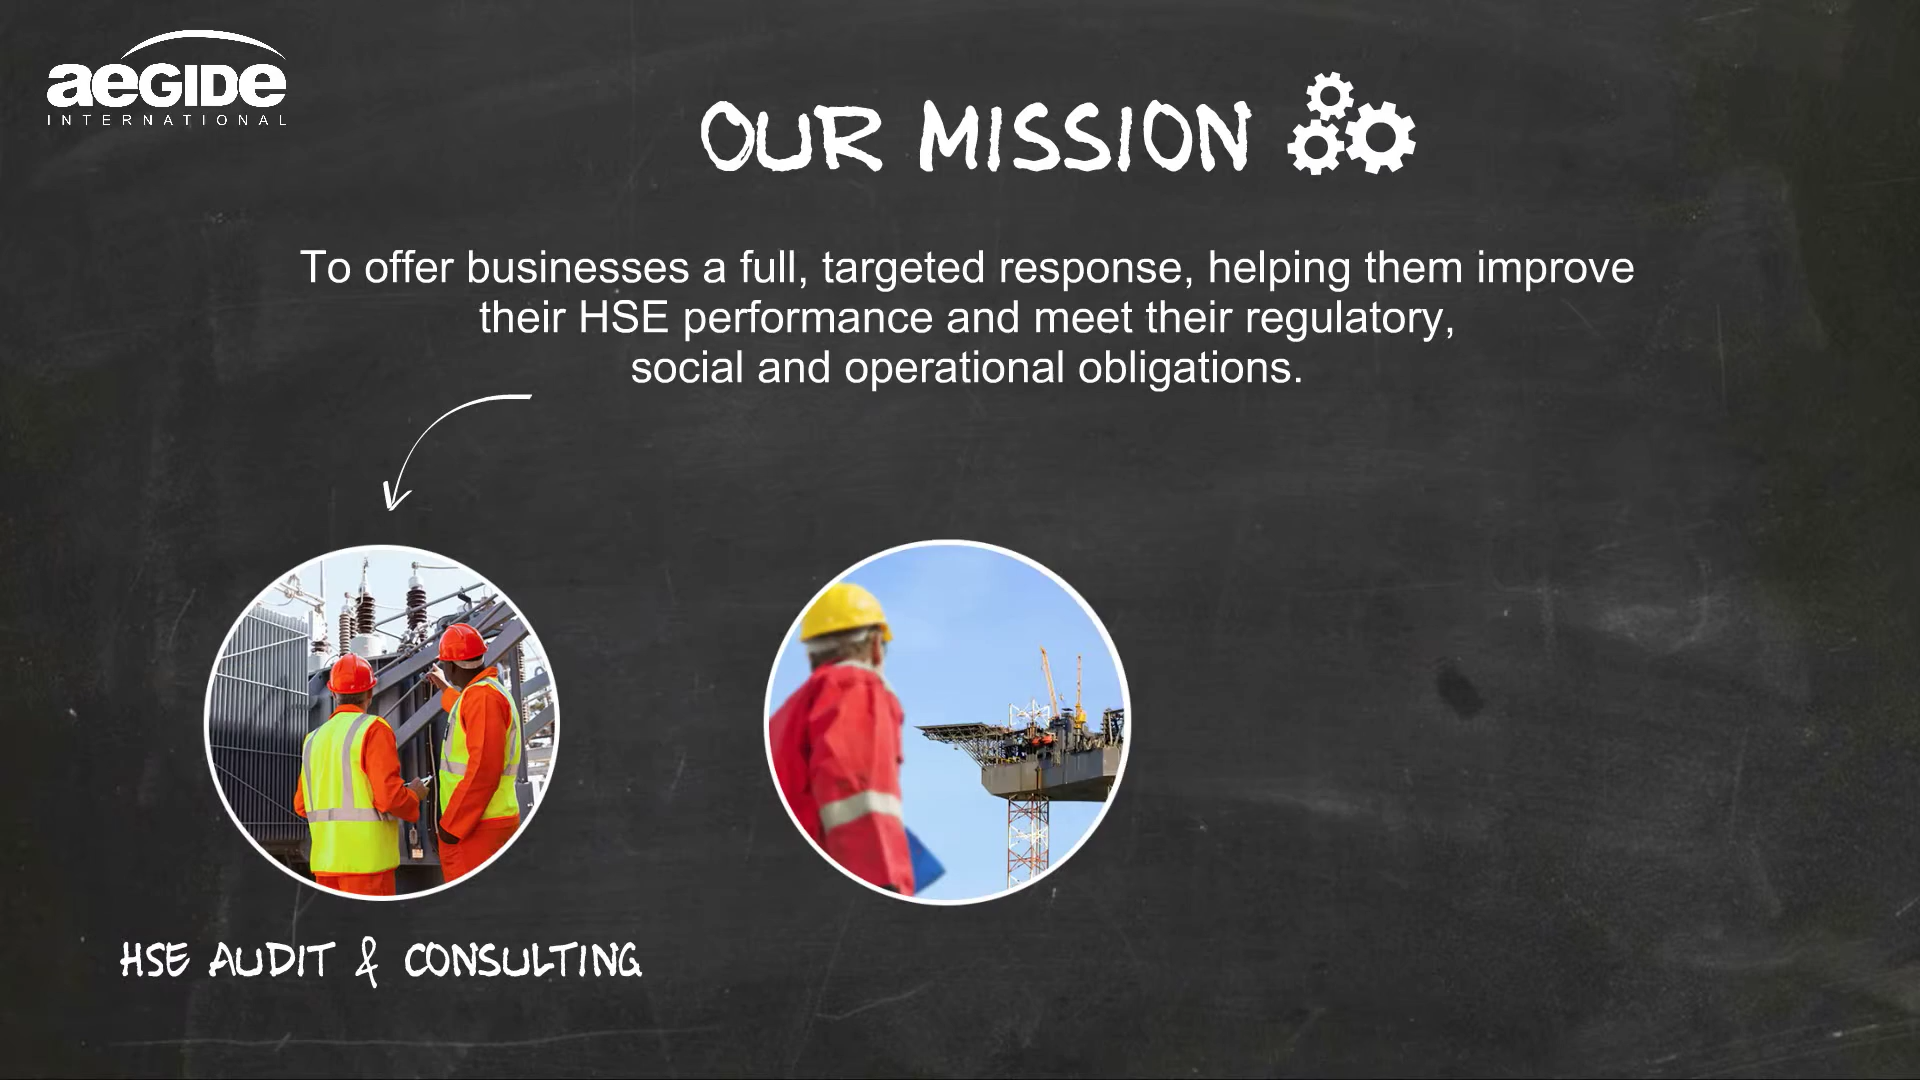 aeGIDe
INTERNATIONAL
OUR MISSION
To offer businesses a full, targeted response, helping them improve
their HSE performance and meet their regulatory,
social and operational obligations.
HSE AUDIT & CONSULTING